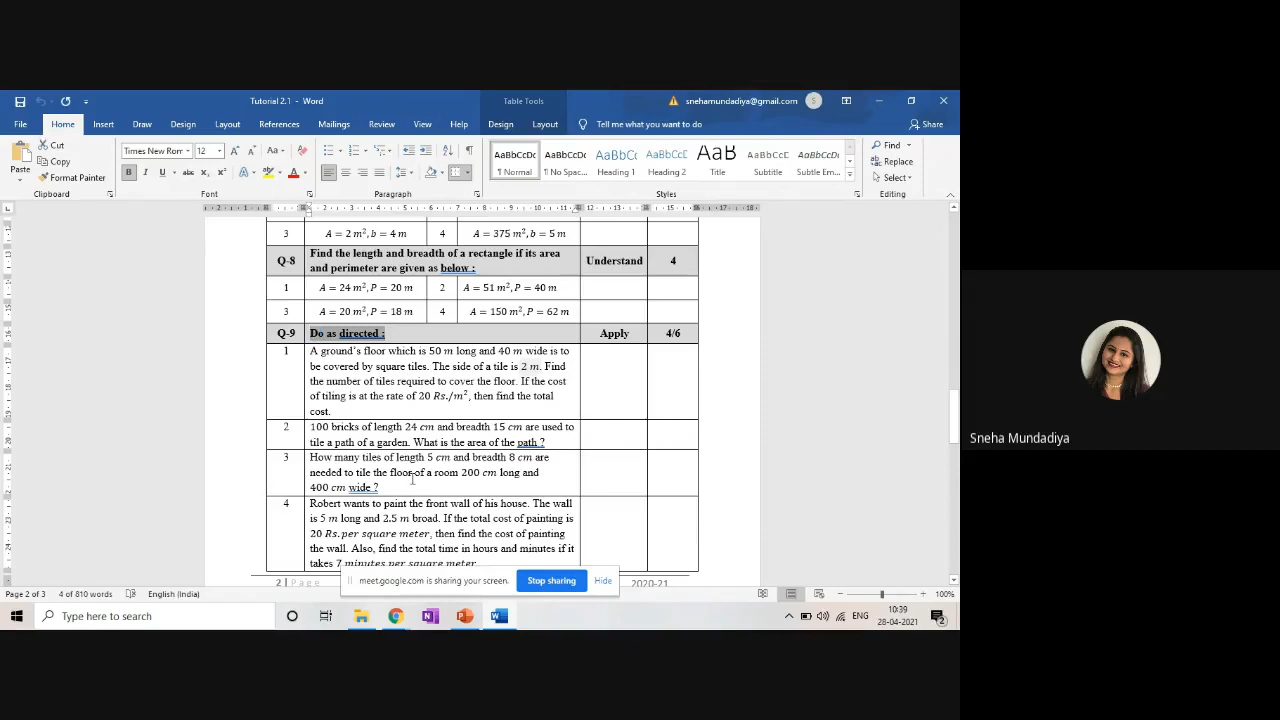 Tutorial 2.1 - Word
Table Tools
snehamundadiya@gmail.com
S
File Home Insert Draw Design Layout References Mailings Review View Help Design Layout Tell me what you want to do Share
Paste
Cut
Copy
Format Painter
Clipboard
Times New Rom 12
Font
Paragraph
AaBbCcDc AaBbCcDc AaBbCcD AaBbCcE AaB AaBbCcD AaBbCcDc
¶ Normal ¶ No Spac... Heading 1 Heading 2 Title Subtitle Subtle Em...
Styles
Find
Replace
Select
Editing
3 A = 2 m², b = 4 m 4 A = 375 m², b = 5 m
Q-8 Find the length and breadth of a rectangle if its area and perimeter are given as below : Understand 4
1 A = 24 m², P = 20 m 2 A = 51 m², P = 40 m
3 A = 20 m², P = 18 m 4 A = 150 m², P = 62 m
Q-9 Do as directed : Apply 4/6
1 A ground's floor which is 50 m long and 40 m wide is to
be covered by square tiles. The side of a tile is 2 m. Find
the number of tiles required to cover the floor. If the cost
of tiling is at the rate of 20 Rs./m², then find the total
cost.
2 100 bricks of length 24 cm and breadth 15 cm are used to
tile a path of a garden. What is the area of the path ?
3 How many tiles of length 5 cm and breadth 8 cm are
needed to tile the floor of a room 200 cm long and
400 cm wide ?
4 Robert wants to paint the front wall of his house. The wall
is 5 m long and 2.5 m broad. If the total cost of painting is
20 Rs. per square meter, then find the cost of painting
the wall. Also, find the total time in hours and minutes if it
takes 7 minutes per square meter.
2 | Page 2020-21
meet.google.com is sharing your screen. Stop sharing Hide
Page 2 of 3 4 of 810 words English (India) 100%
Type here to search
ENG
10:39
28-04-2021
2
Sneha Mundadiya